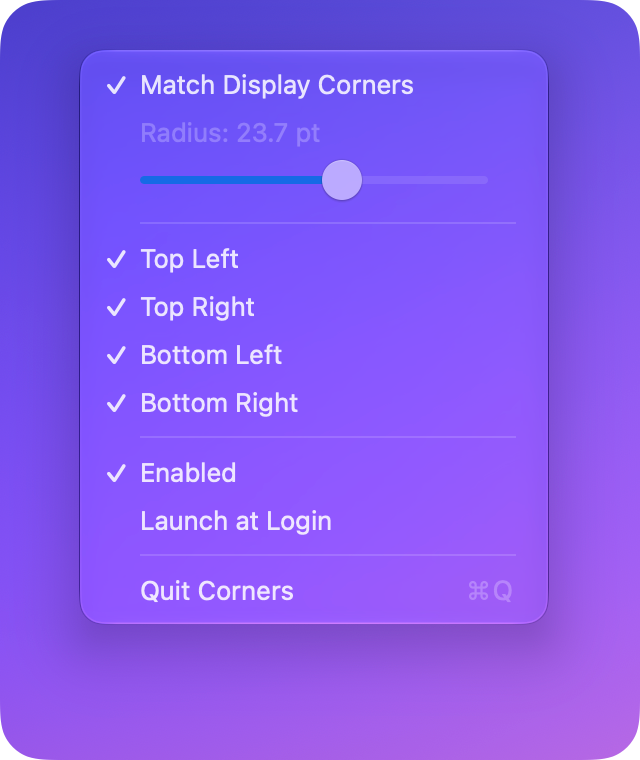 ✓ Match Display Corners
Radius: 23.7 pt
✓ Top Left
✓ Top Right
✓ Bottom Left
✓ Bottom Right
✓ Enabled
Launch at Login
Quit Corners ⌘Q